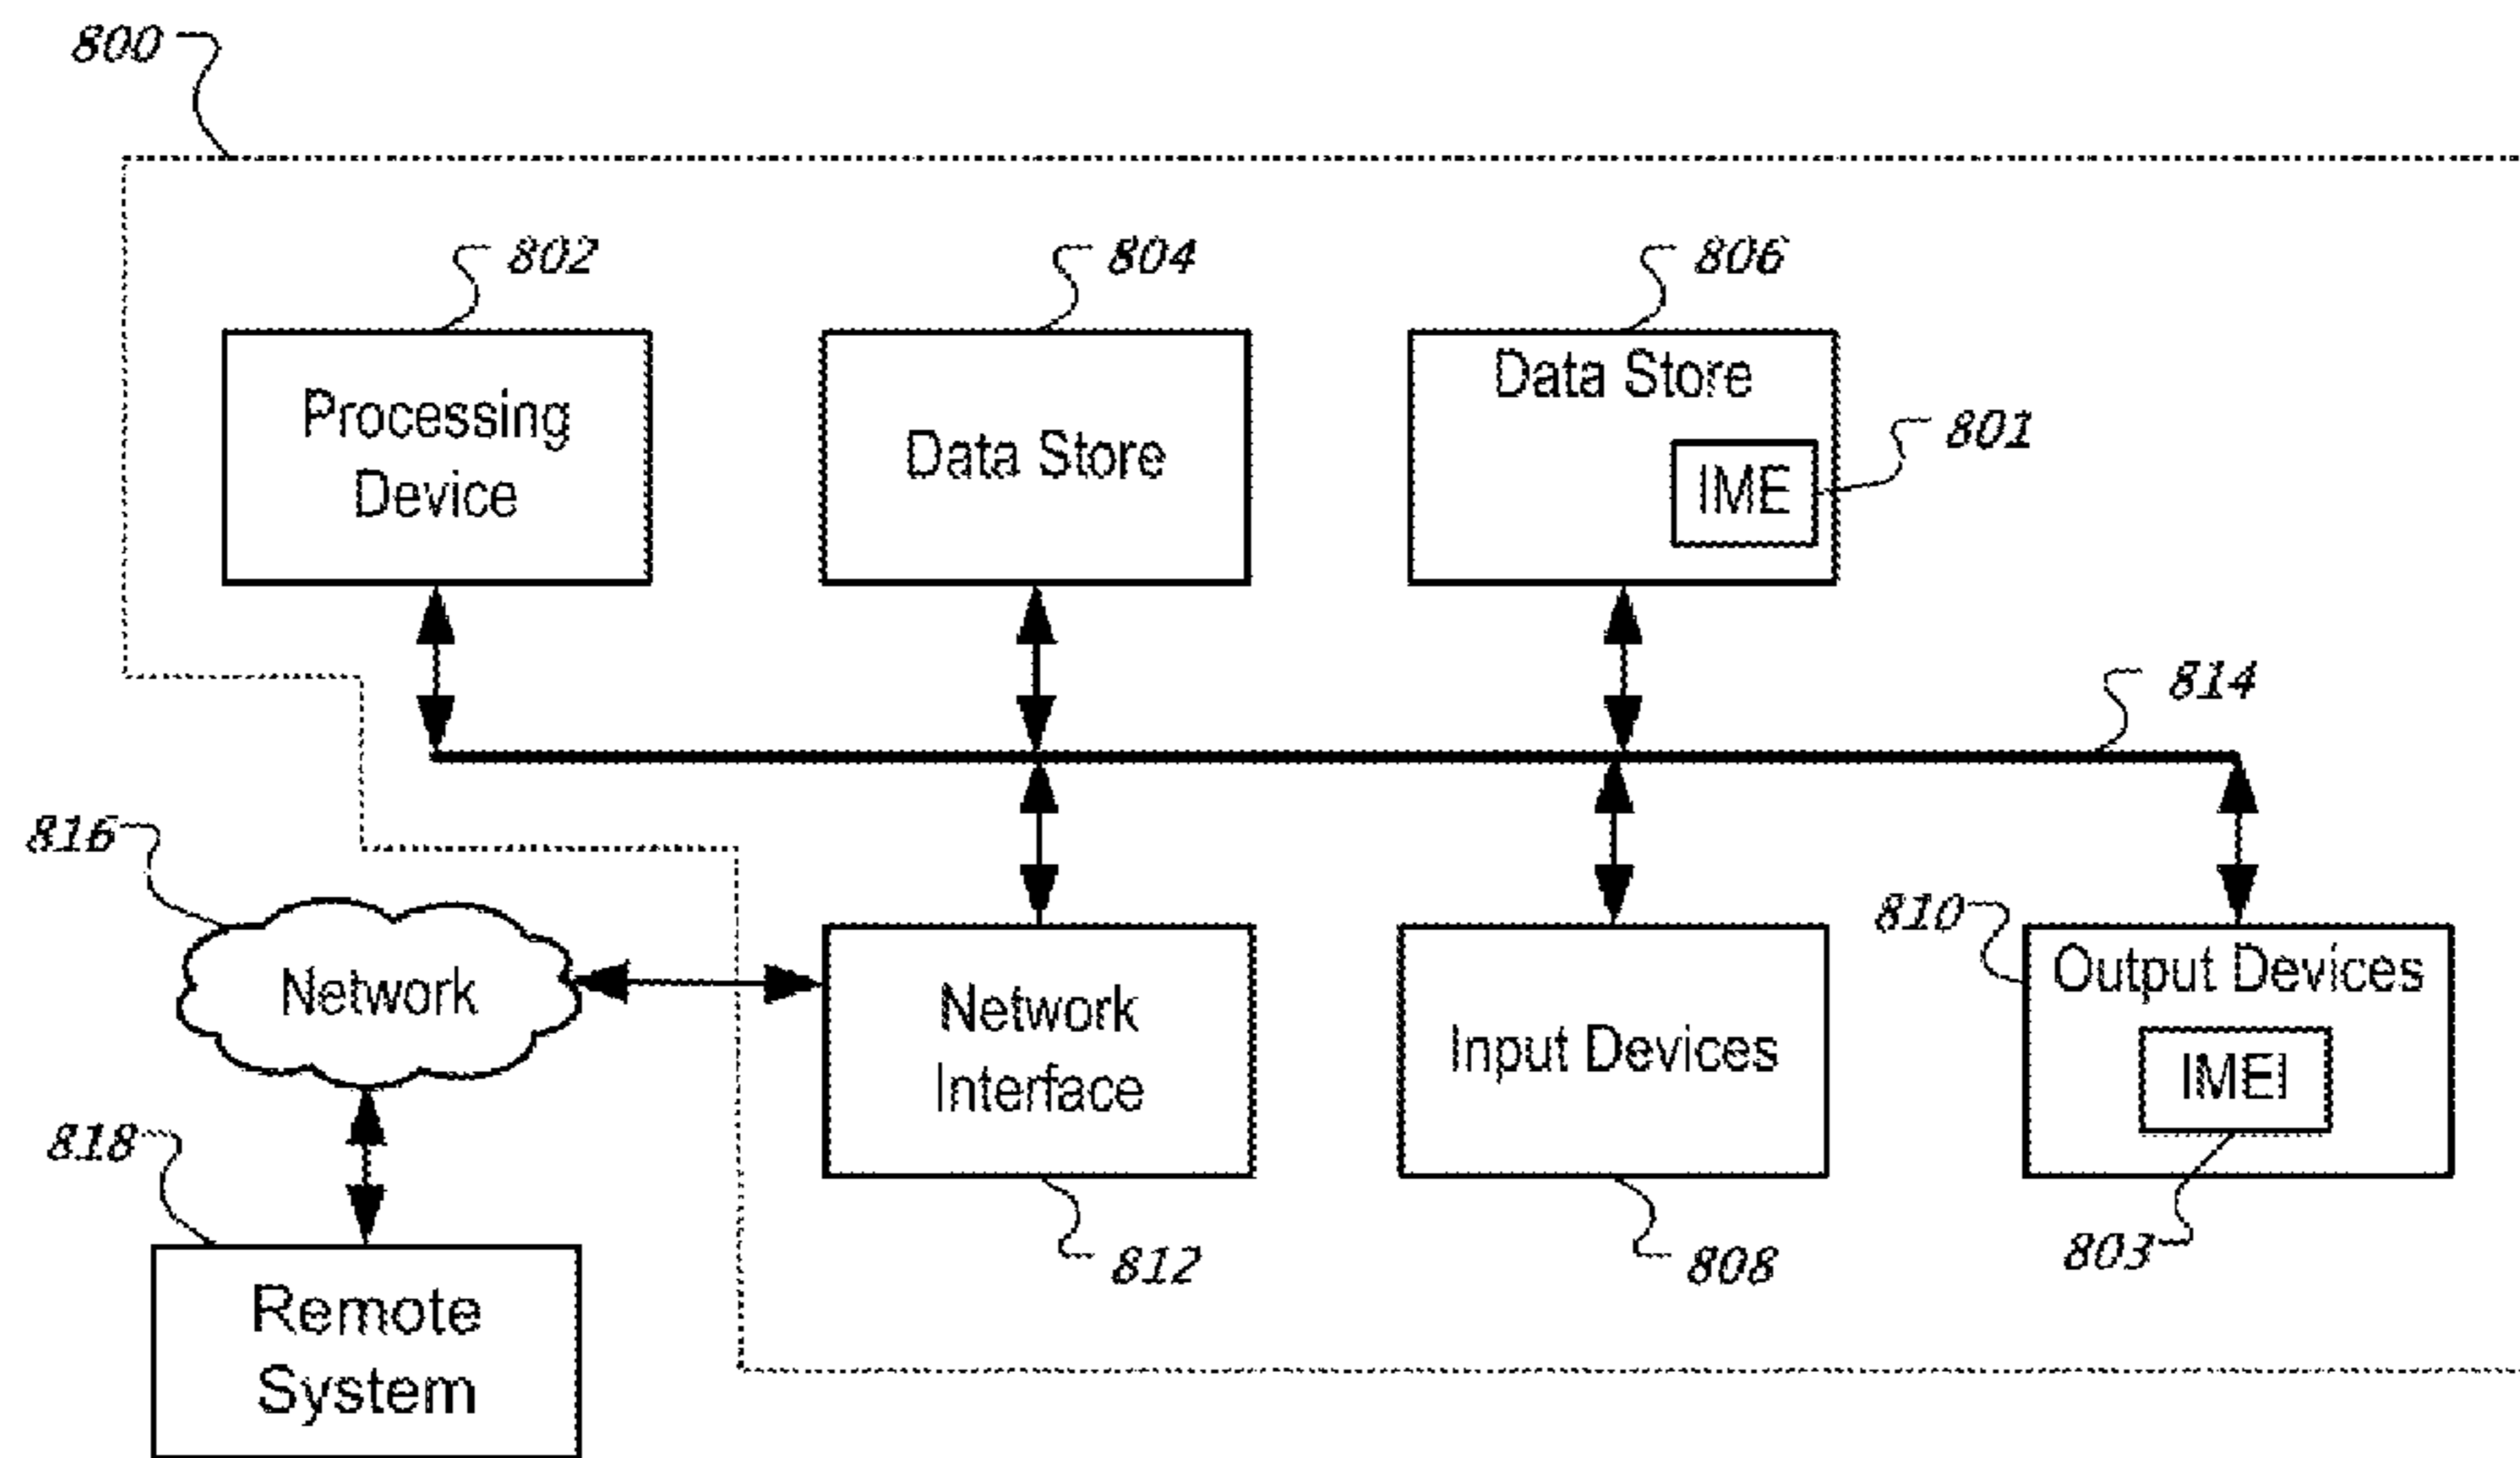 800
802
804
806
Processing
Device
Data Store
Data Store
801
IME
814
816
Network
810
Output Devices
IMEI
Network
Interface
Input Devices
818
812
808
803
Remote
System